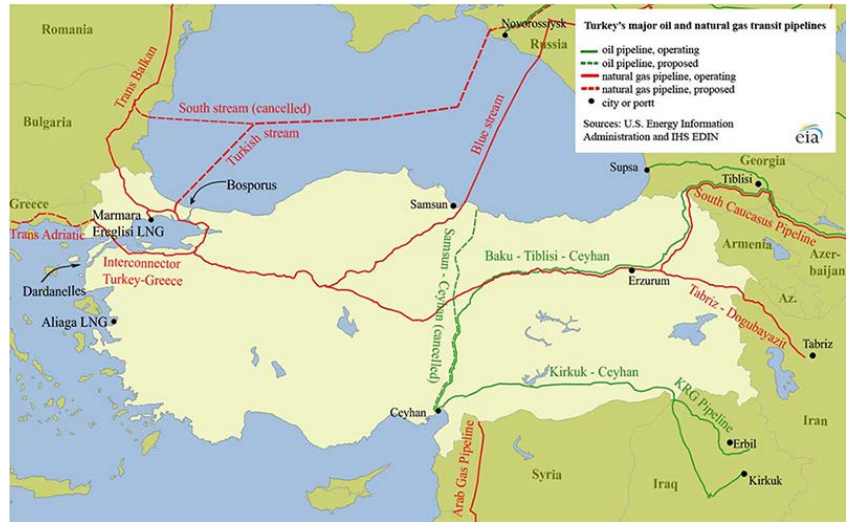 Romania
Novorossiysk
Russia
Turkey's major oil and natural gas transit pipelines
oil pipeline, operating
oil pipeline, proposed
natural gas pipeline, operating
natural gas pipeline, proposed
city or portt
Sources: U.S. Energy Information
Administration and IHS EDIN
eia
Trans Balkan
South stream (cancelled)
Turkish
stream
Blue stream
Bulgaria
Supsa
Georgia
Tiblisi
Bosporus
Samsun
South Caucasus Pipeline
Greece
Marmara
Ereglisi LNG
Trans Adriatic
Armenia
Azer-
baijan
Interconnector
Turkey-Greece
Samsun - Ceyhan (cancelled)
Baku - Tiblisi - Ceyhan
Erzurum
Dardanelles
Az.
Tabriz - Dogubayazit
Aliaga LNG
Tabriz
Kirkuk - Ceyhan
KRG Pipeline
Ceyhan
Iran
Erbil
Arab Gas Pipeline
Syria
Iraq
Kirkuk